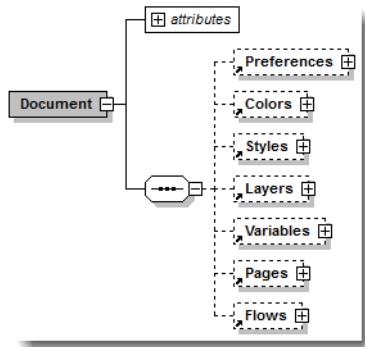 attributes
Preferences
Document
Colors
Styles
Layers
Variables
Pages
Flows